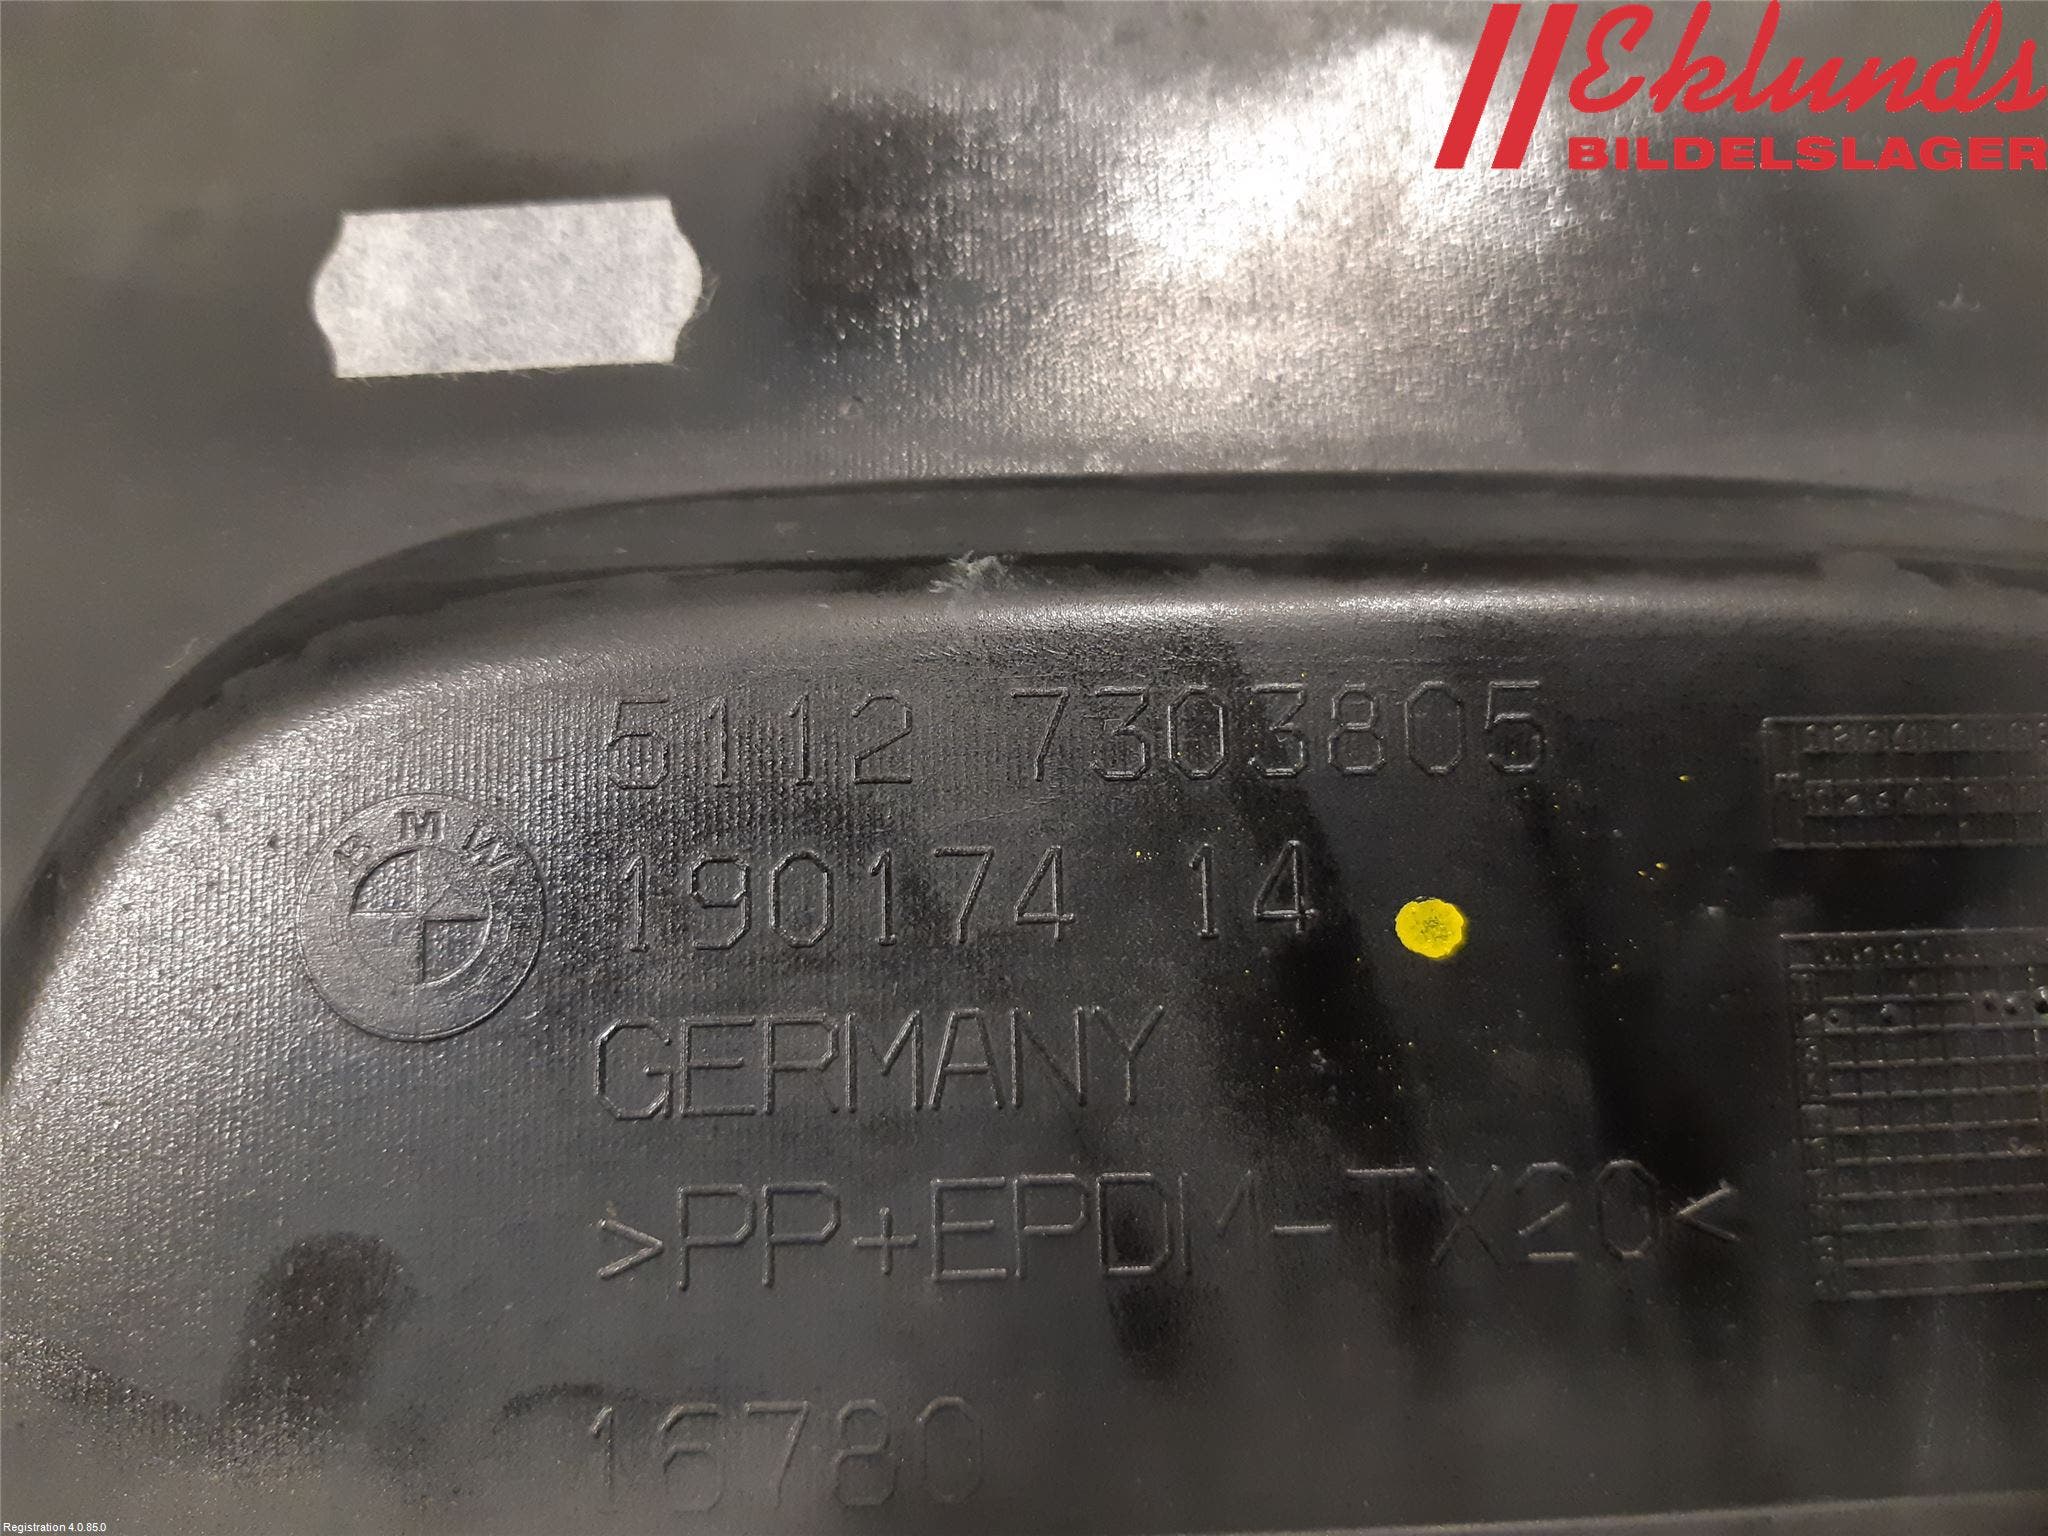 Eklunds
BILDELSLAGER
5112 7303805
BMW
190174 14
GERMANY
>PP+EPDM-TX20<
16780
Registration 4.0.85.0